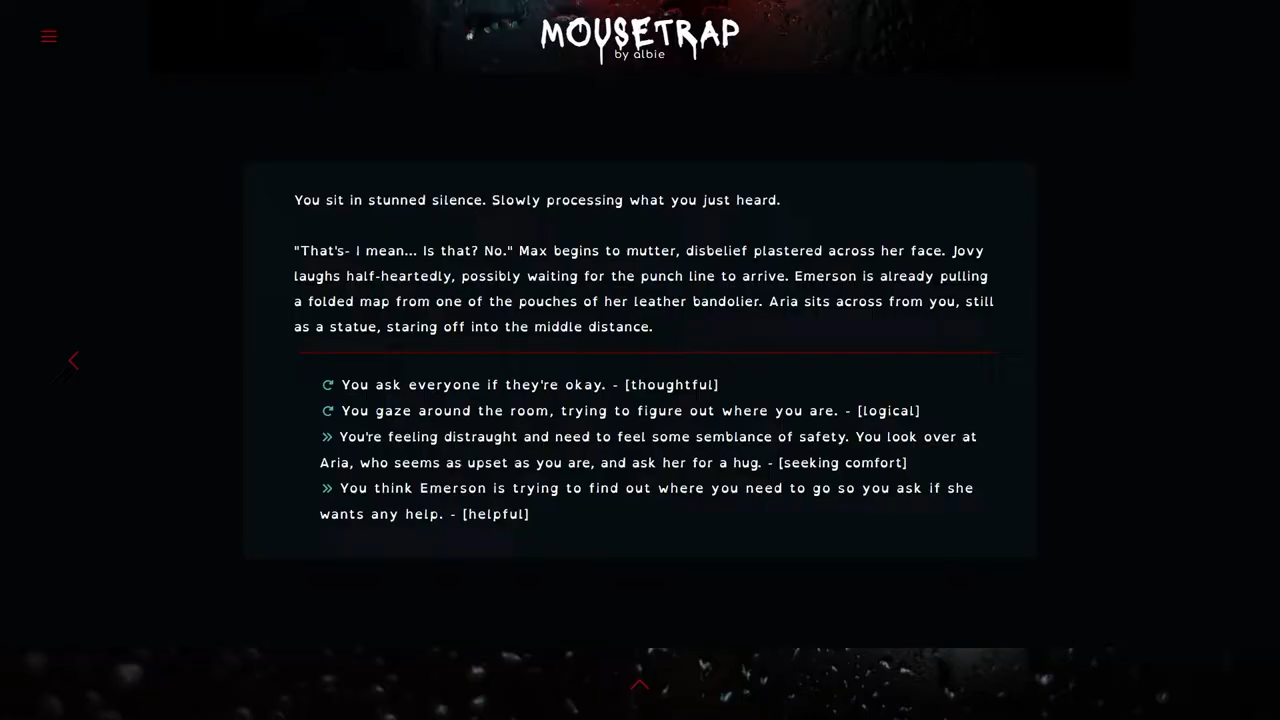 MOUSETRAP
by albie
You sit in stunned silence. Slowly processing what you just heard.
"That's- I mean... Is that? No." Max begins to mutter, disbelief plastered across her face. Jovy
laughs half-heartedly, possibly waiting for the punch line to arrive. Emerson is already pulling
a folded map from one of the pouches of her leather bandolier. Aria sits across from you, still
as a statue, staring off into the middle distance.
You ask everyone if they're okay. - [thoughtful]
You gaze around the room, trying to figure out where you are. - [logical]
You're feeling distraught and need to feel some semblance of safety. You look over at
Aria, who seems as upset as you are, and ask her for a hug. - [seeking comfort]
You think Emerson is trying to find out where you need to go so you ask if she
wants any help. - [helpful]